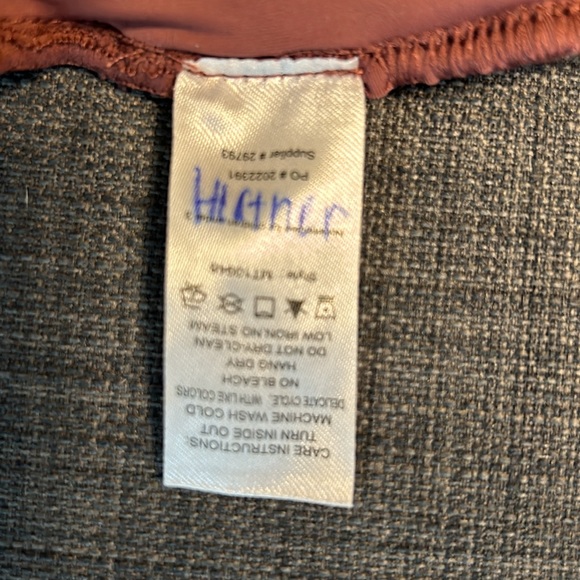 CARE INSTRUCTIONS:
TURN INSIDE OUT
MACHINE WASH COLD
DELICATE CYCLE, WITH LIKE COLORS
NO BLEACH
HANG DRY
DO NOT DRY-CLEAN
LOW IRON.NO STEAM
Style:
PO # 2022391
Supplier # 29793